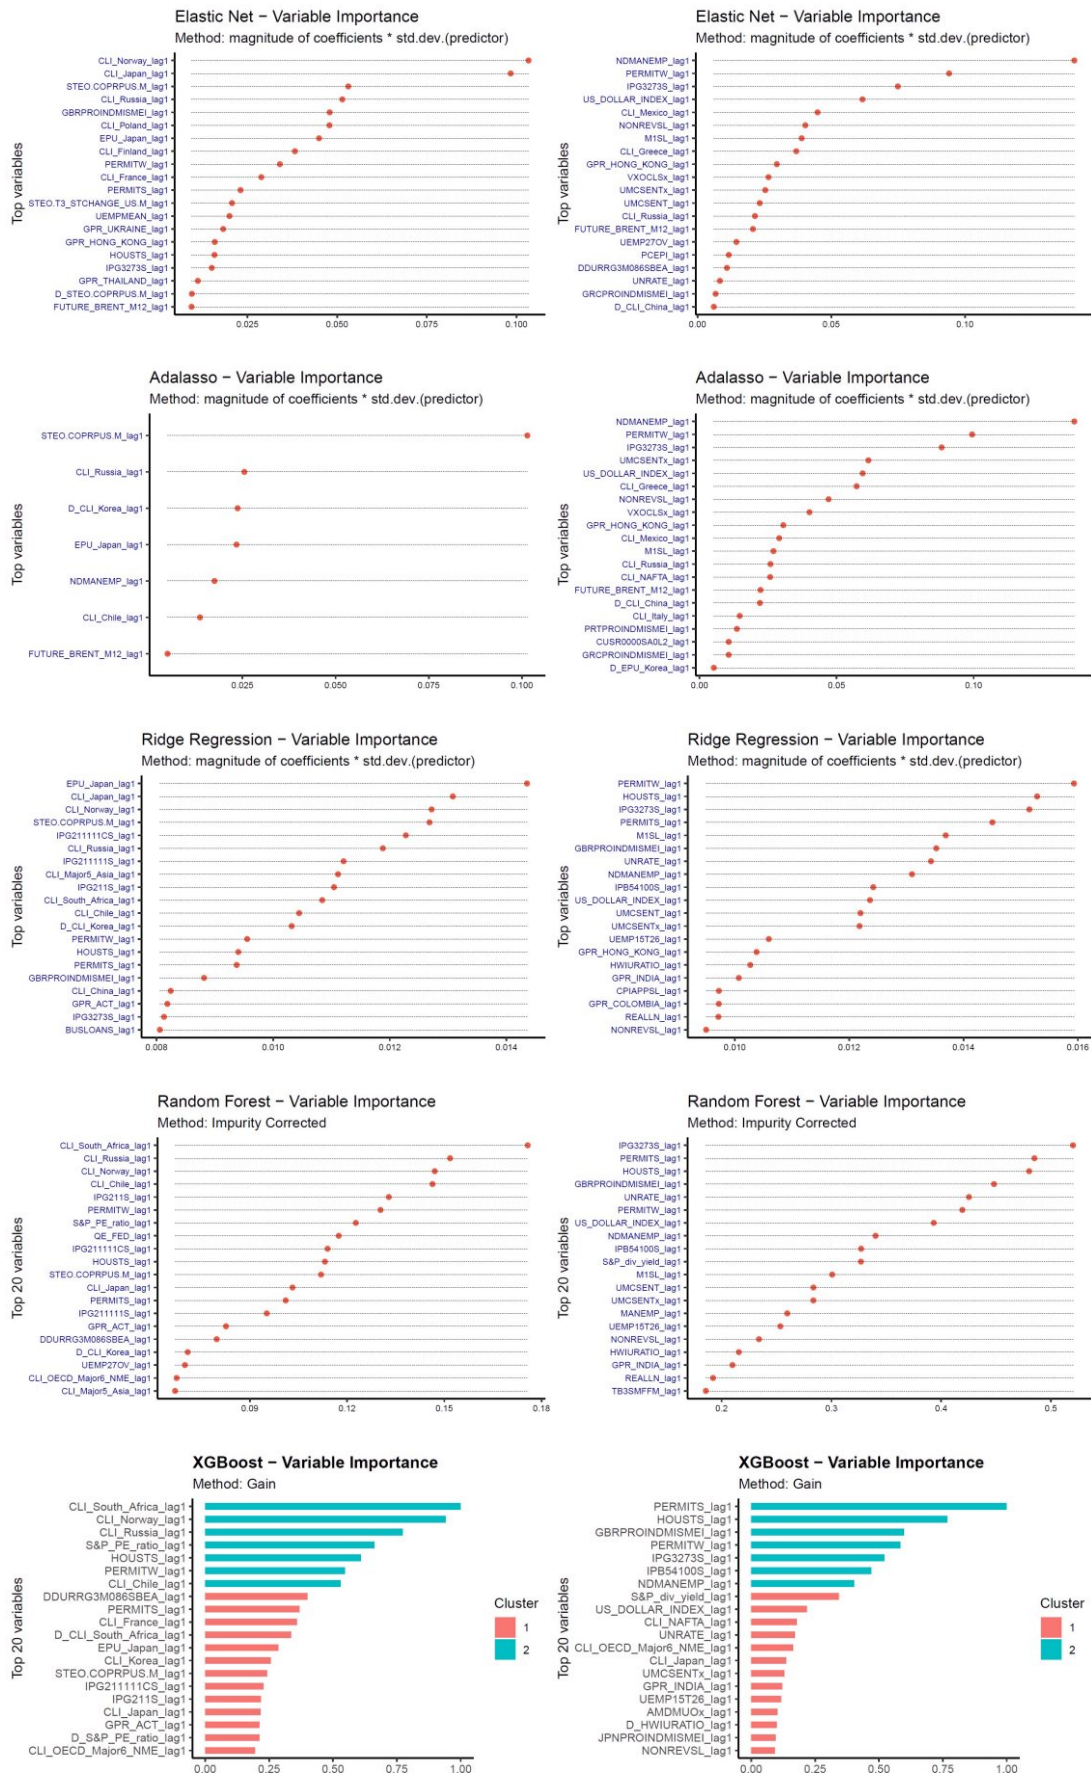 Elastic Net − Variable Importance
Method: magnitude of coefficients * std.dev.(predictor)
Top variables
CLI_Norway_lag1
CLI_Japan_lag1
STEO.COPRPUS.M_lag1
CLI_Russia_lag1
GBRPROINDMISMEI_lag1
CLI_Poland_lag1
EPU_Japan_lag1
CLI_Finland_lag1
PERMITW_lag1
CLI_France_lag1
PERMITS_lag1
STEO.T3_STCHANGE_US.M_lag1
UEMPMEAN_lag1
GPR_UKRAINE_lag1
GPR_HONG_KONG_lag1
HOUSTS_lag1
IPG3273S_lag1
GPR_THAILAND_lag1
D_STEO.COPRPUS.M_lag1
FUTURE_BRENT_M12_lag1
0.025 0.050 0.075 0.100
Elastic Net − Variable Importance
Method: magnitude of coefficients * std.dev.(predictor)
Top variables
NDMANEMP_lag1
PERMITW_lag1
IPG3273S_lag1
US_DOLLAR_INDEX_lag1
CLI_Mexico_lag1
NONREVSL_lag1
M1SL_lag1
CLI_Greece_lag1
GPR_HONG_KONG_lag1
VXOCLSx_lag1
UMCSENTx_lag1
UMCSENT_lag1
CLI_Russia_lag1
FUTURE_BRENT_M12_lag1
UEMP27OV_lag1
PCEPI_lag1
DDURRG3M086SBEA_lag1
UNRATE_lag1
GRCPROINDMISMEI_lag1
D_CLI_China_lag1
0.00 0.05 0.10
Adalasso − Variable Importance
Method: magnitude of coefficients * std.dev.(predictor)
Top variables
STEO.COPRPUS.M_lag1
CLI_Russia_lag1
D_CLI_Korea_lag1
EPU_Japan_lag1
NDMANEMP_lag1
CLI_Chile_lag1
FUTURE_BRENT_M12_lag1
0.025 0.050 0.075 0.100
Adalasso − Variable Importance
Method: magnitude of coefficients * std.dev.(predictor)
Top variables
NDMANEMP_lag1
PERMITW_lag1
IPG3273S_lag1
UMCSENTx_lag1
US_DOLLAR_INDEX_lag1
CLI_Greece_lag1
NONREVSL_lag1
VXOCLSx_lag1
GPR_HONG_KONG_lag1
CLI_Mexico_lag1
M1SL_lag1
CLI_Russia_lag1
CLI_NAFTA_lag1
FUTURE_BRENT_M12_lag1
D_CLI_China_lag1
CLI_Italy_lag1
PRTPROINDMISMEI_lag1
CUSR0000SA0L2_lag1
GRCPROINDMISMEI_lag1
D_EPU_Korea_lag1
0.00 0.05 0.10
Ridge Regression − Variable Importance
Method: magnitude of coefficients * std.dev.(predictor)
Top variables
EPU_Japan_lag1
CLI_Japan_lag1
CLI_Norway_lag1
STEO.COPRPUS.M_lag1
IPG211111CS_lag1
CLI_Russia_lag1
IPG211111S_lag1
CLI_Major5_Asia_lag1
IPG211S_lag1
CLI_South_Africa_lag1
CLI_Chile_lag1
D_CLI_Korea_lag1
PERMITW_lag1
HOUSTS_lag1
PERMITS_lag1
GBRPROINDMISMEI_lag1
CLI_China_lag1
GPR_ACT_lag1
IPG3273S_lag1
BUSLOANS_lag1
0.008 0.010 0.012 0.014
Ridge Regression − Variable Importance
Method: magnitude of coefficients * std.dev.(predictor)
Top variables
PERMITW_lag1
HOUSTS_lag1
IPG3273S_lag1
PERMITS_lag1
M1SL_lag1
GBRPROINDMISMEI_lag1
UNRATE_lag1
NDMANEMP_lag1
IPB54100S_lag1
US_DOLLAR_INDEX_lag1
UMCSENT_lag1
UMCSENTx_lag1
UEMP15T26_lag1
GPR_HONG_KONG_lag1
HWIURATIO_lag1
GPR_INDIA_lag1
CPIAPPSL_lag1
GPR_COLOMBIA_lag1
REALLN_lag1
NONREVSL_lag1
0.010 0.012 0.014 0.016
Random Forest − Variable Importance
Method: Impurity Corrected
Top 20 variables
CLI_South_Africa_lag1
CLI_Russia_lag1
CLI_Norway_lag1
CLI_Chile_lag1
IPG211S_lag1
PERMITW_lag1
S&P_PE_ratio_lag1
QE_FED_lag1
IPG211111CS_lag1
HOUSTS_lag1
STEO.COPRPUS.M_lag1
CLI_Japan_lag1
PERMITS_lag1
IPG211111S_lag1
GPR_ACT_lag1
DDURRG3M086SBEA_lag1
D_CLI_Korea_lag1
UEMP27OV_lag1
CLI_OECD_Major6_NME_lag1
CLI_Major5_Asia_lag1
0.09 0.12 0.15 0.18
Random Forest − Variable Importance
Method: Impurity Corrected
Top 20 variables
IPG3273S_lag1
PERMITS_lag1
HOUSTS_lag1
GBRPROINDMISMEI_lag1
UNRATE_lag1
PERMITW_lag1
US_DOLLAR_INDEX_lag1
NDMANEMP_lag1
IPB54100S_lag1
S&P_div_yield_lag1
M1SL_lag1
UMCSENT_lag1
UMCSENTx_lag1
MANEMP_lag1
UEMP15T26_lag1
NONREVSL_lag1
HWIURATIO_lag1
GPR_INDIA_lag1
REALLN_lag1
TB3SMFFM_lag1
0.2 0.3 0.4 0.5
XGBoost − Variable Importance
Method: Gain
Top 20 variables
CLI_South_Africa_lag1
CLI_Norway_lag1
CLI_Russia_lag1
S&P_PE_ratio_lag1
HOUSTS_lag1
PERMITW_lag1
CLI_Chile_lag1
DDURRG3M086SBEA_lag1
PERMITS_lag1
CLI_France_lag1
D_CLI_South_Africa_lag1
EPU_Japan_lag1
CLI_Korea_lag1
STEO.COPRPUS.M_lag1
IPG211111CS_lag1
IPG211S_lag1
CLI_Japan_lag1
GPR_ACT_lag1
D_S&P_PE_ratio_lag1
CLI_OECD_Major6_NME_lag1
0.00 0.25 0.50 0.75 1.00
Cluster
1
2
XGBoost − Variable Importance
Method: Gain
Top 20 variables
PERMITS_lag1
HOUSTS_lag1
GBRPROINDMISMEI_lag1
PERMITW_lag1
IPG3273S_lag1
IPB54100S_lag1
NDMANEMP_lag1
S&P_div_yield_lag1
US_DOLLAR_INDEX_lag1
CLI_NAFTA_lag1
UNRATE_lag1
CLI_OECD_Major6_NME_lag1
CLI_Japan_lag1
UMCSENTx_lag1
GPR_INDIA_lag1
UEMP15T26_lag1
AMDMUOx_lag1
D_HWIURATIO_lag1
JPNPROINDMISMEI_lag1
NONREVSL_lag1
0.00 0.25 0.50 0.75 1.00
Cluster
1
2